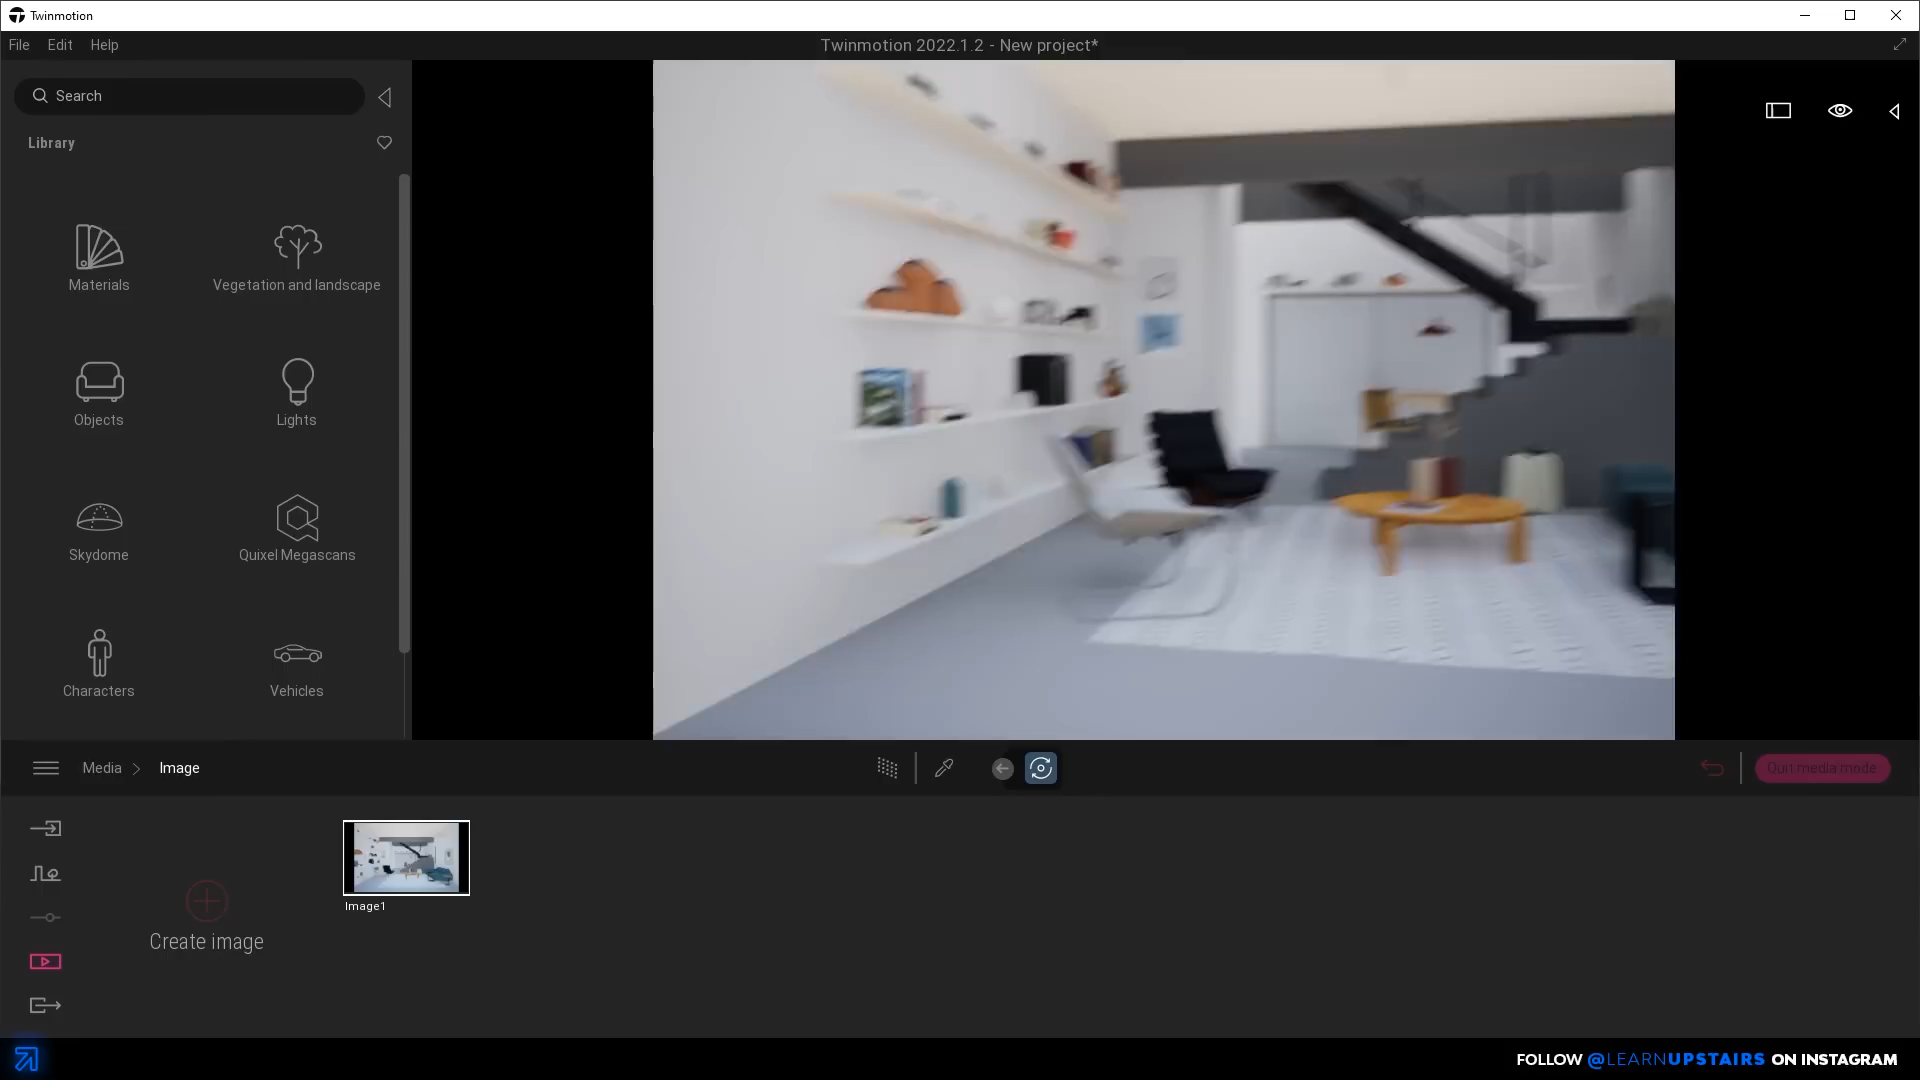 Twinmotion
File Edit Help
Twinmotion 2022.1.2 - New project*
Search
Library
Materials
Vegetation and landscape
Objects
Lights
Skydome
Quixel Megascans
Characters
Vehicles
Media
Image
Quit media mode
Create image
Image1
FOLLOW @LEARNUPSTAIRS ON INSTAGRAM